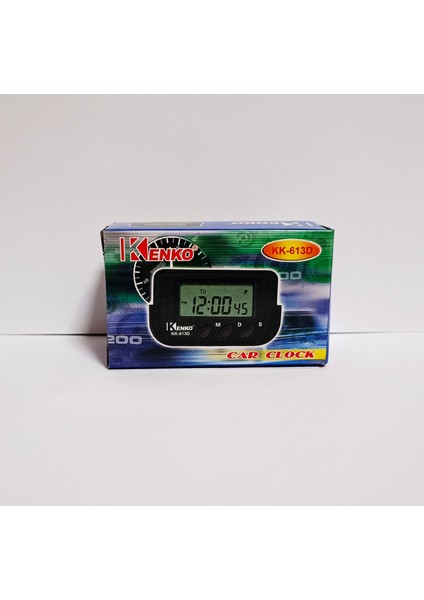 KENKO
KK-613D
TU
12:00 45
M D S
KENKO
KK-613D
200
CAR CLOCK